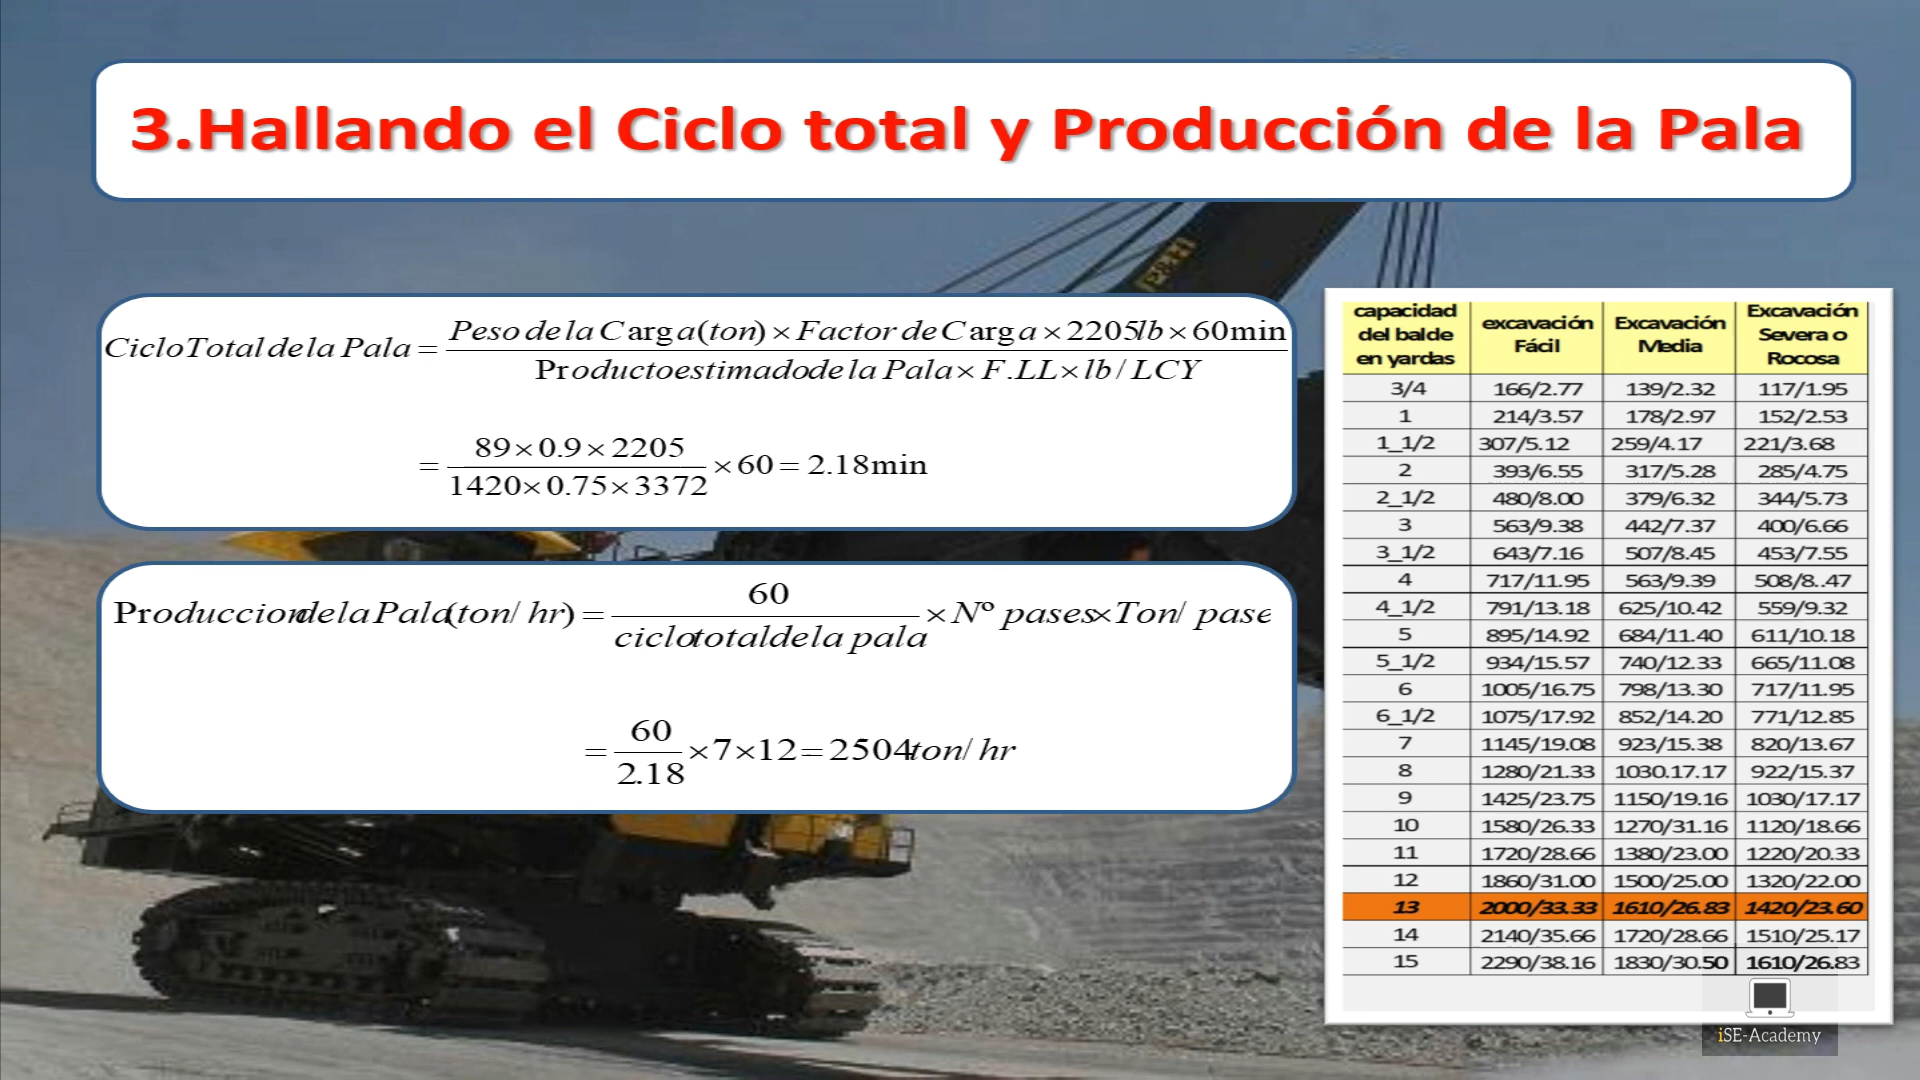 3.Hallando el Ciclo total y Producción de la Pala
CicloTotal de la Pala = Peso de la Carga(ton) × Factor de Carga × 2205lb × 60min
Productoestimadode la Pala × F.LL × lb / LCY
= 89 × 0.9 × 2205
1420 × 0.75 × 3372 × 60 = 2.18min
Producciondela Pala(ton/ hr) = 60
ciclototaldela pala × Nº pases × Ton/ pase
= 60
2.18 × 7 × 12 = 2504ton/ hr
capacidad del balde en yardas excavación Fácil Excavación Media Excavación Severa o Rocosa
3/4 166/2.77 139/2.32 117/1.95
1 214/3.57 178/2.97 152/2.53
1_1/2 307/5.12 259/4.17 221/3.68
2 393/6.55 317/5.28 285/4.75
2_1/2 480/8.00 379/6.32 344/5.73
3 563/9.38 442/7.37 400/6.66
3_1/2 643/7.16 507/8.45 453/7.55
4 717/11.95 563/9.39 508/8..47
4_1/2 791/13.18 625/10.42 559/9.32
5 895/14.92 684/11.40 611/10.18
5_1/2 934/15.57 740/12.33 665/11.08
6 1005/16.75 798/13.30 717/11.95
6_1/2 1075/17.92 852/14.20 771/12.85
7 1145/19.08 923/15.38 820/13.67
8 1280/21.33 1030.17.17 922/15.37
9 1425/23.75 1150/19.16 1030/17.17
10 1580/26.33 1270/31.16 1120/18.66
11 1720/28.66 1380/23.00 1220/20.33
12 1860/31.00 1500/25.00 1320/22.00
13 2000/33.33 1610/26.83 1420/23.60
14 2140/35.66 1720/28.66 1510/25.17
15 2290/38.16 1830/30.50 1610/26.83
iSE-Academy